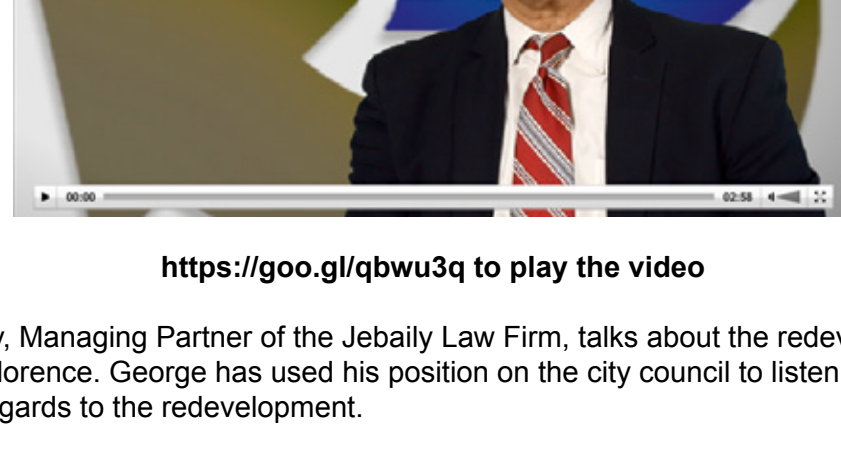 00:00 02:58
https://goo.gl/qbwu3q to play the video
, Managing Partner of the Jebaily Law Firm, talks about the
lorence. George has used his position on the city council to listen
gards to the redevelopment.